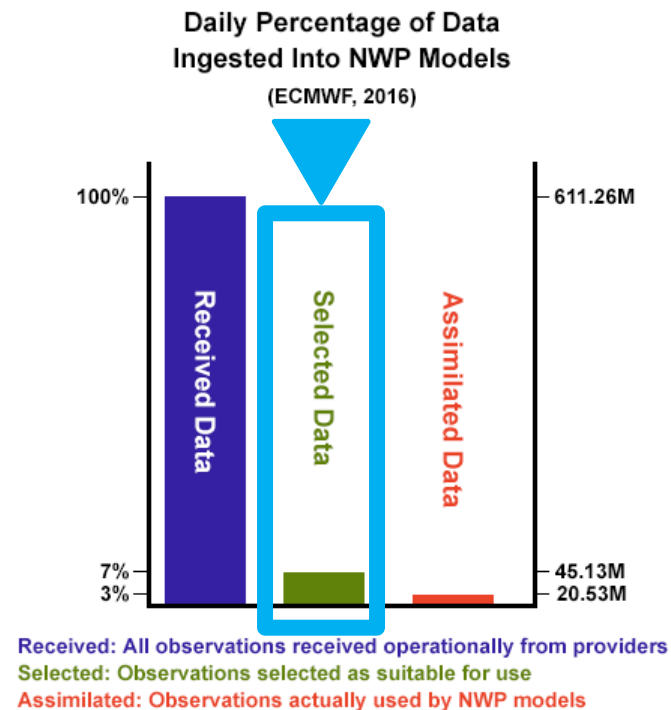 Daily Percentage of Data
Ingested Into NWP Models
(ECMWF, 2016)
100%
611.26M
Received Data
Selected Data
Assimilated Data
7%
45.13M
3%
20.53M
Received: All observations received operationally from providers
Selected: Observations selected as suitable for use
Assimilated: Observations actually used by NWP models